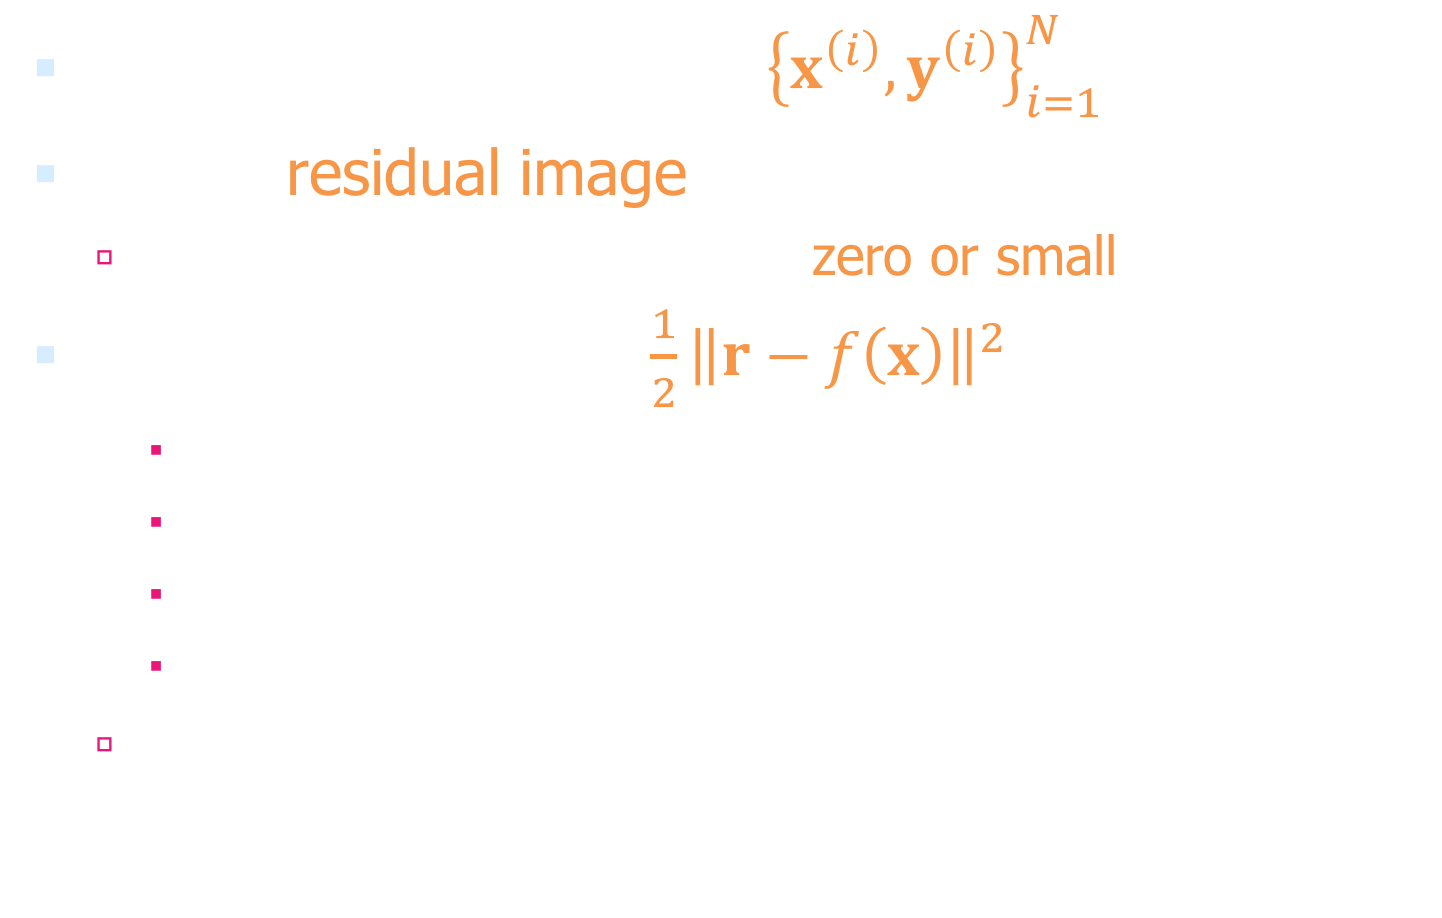 {𝐱^(i), 𝐲^(i)}_{i=1}^N
residual image
zero or small
1/2 ‖𝐫 − f(𝐱)‖²